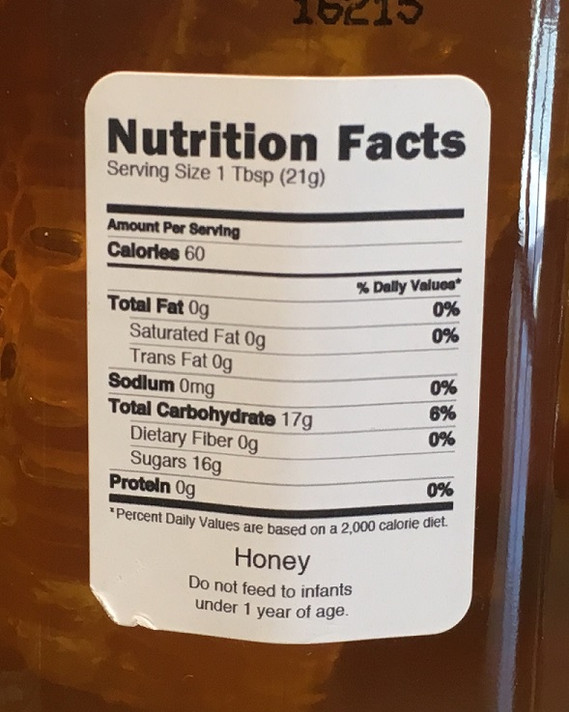 16215
Nutrition Facts
Serving Size 1 Tbsp (21g)
Amount Per Serving
Calories 60
% Daily Values*
Total Fat 0g 0%
Saturated Fat 0g 0%
Trans Fat 0g
Sodium 0mg 0%
Total Carbohydrate 17g 6%
Dietary Fiber 0g 0%
Sugars 16g
Protein 0g 0%
*Percent Daily Values are based on a 2,000 calorie diet.
Honey
Do not feed to infants
under 1 year of age.